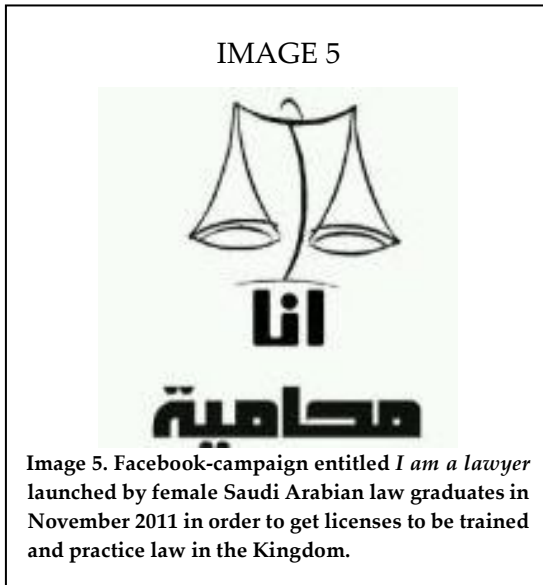 IMAGE 5
انا
محامية
Image 5. Facebook-campaign entitled I am a lawyer
launched by female Saudi Arabian law graduates in
November 2011 in order to get licenses to be trained
and practice law in the Kingdom.